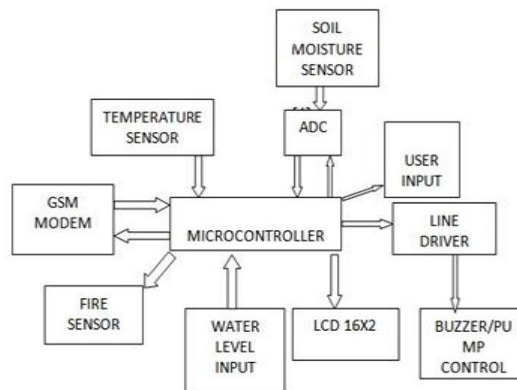 SOIL
MOISTURE
SENSOR
TEMPERATURE
SENSOR
ADC
USER
INPUT
GSM
MODEM
MICROCONTROLLER
LINE
DRIVER
FIRE
SENSOR
WATER
LEVEL
INPUT
LCD 16X2
BUZZER/PU
MP
CONTROL